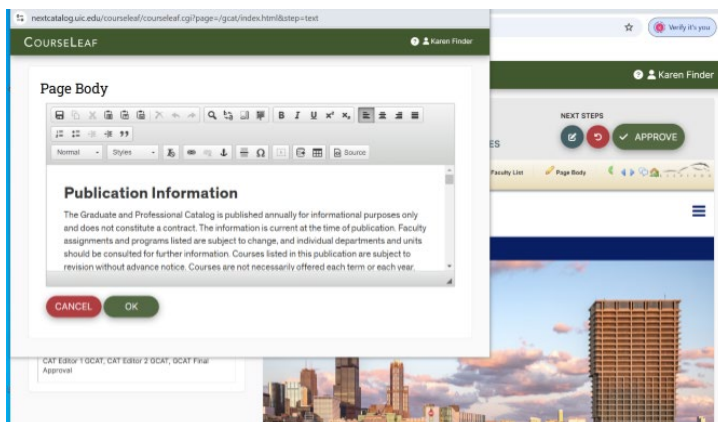 nextcatalog.uic.edu/courseleaf/courseleaf.cgi?page=/gcat/index.html&step=text
Verify it's you
COURSELEAF
Karen Finder
Karen Finder
Page Body
NEXT STEPS
APPROVE
B I U x² xₓ
ES
Normal
Styles
Ω
Source
Faculty List
Page Body
Publication Information
The Graduate and Professional Catalog is published annually for informational purposes only
and does not constitute a contract. The information is current at the time of publication. Faculty
assignments and programs listed are subject to change, and individual departments and units
should be consulted for further information. Courses listed in this publication are subject to
revision without advance notice. Courses are not necessarily offered each term or each year.
CANCEL
OK
CAT Editor 1 GCAT, CAT Editor 2 GCAT, GCAT Final
Approval